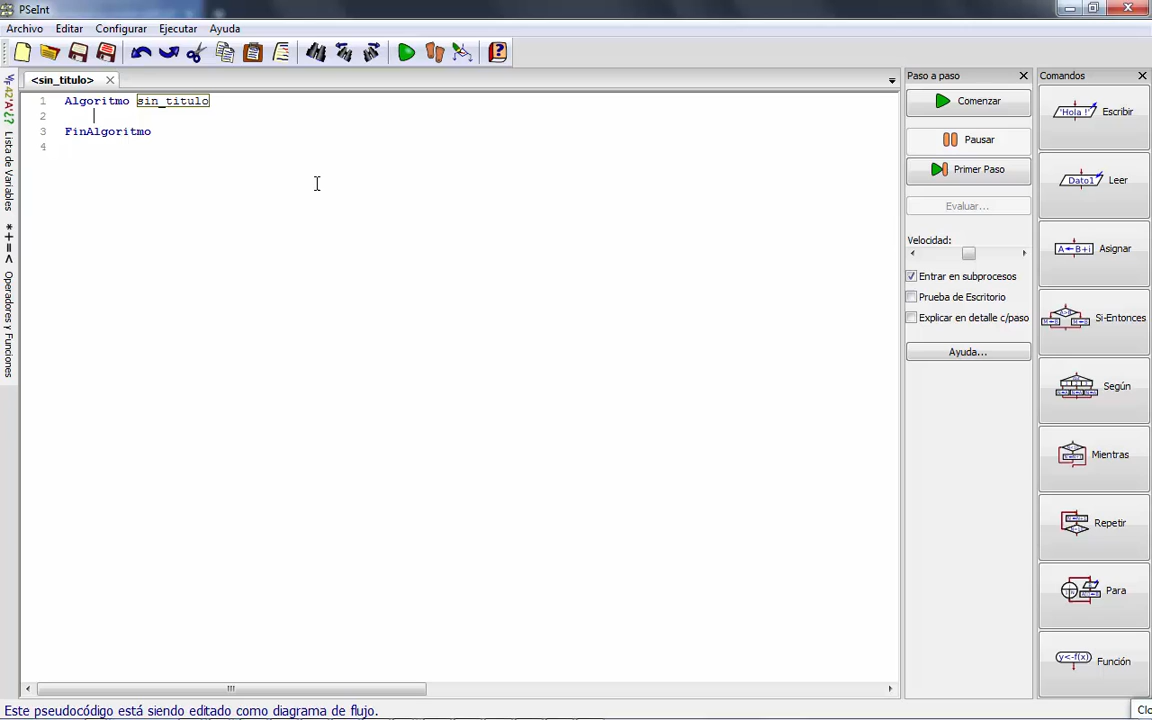 PSeInt
Archivo Editar Configurar Ejecutar Ayuda
<sin_titulo>
Paso a paso
Comandos
1 Algoritmo sin_titulo
2
3 FinAlgoritmo
4
Lista de Variables
*+=< Operadores y Funciones
Comenzar
Pausar
Primer Paso
Evaluar...
Velocidad:
Entrar en subprocesos
Prueba de Escritorio
Explicar en detalle c/paso
Ayuda...
'Hola !' Escribir
Dato1 Leer
A←B+i Asignar
Si-Entonces
Según
Mientras
Repetir
Para
y<-f(x) Función
Este pseudocódigo está siendo editado como diagrama de flujo.
Clo